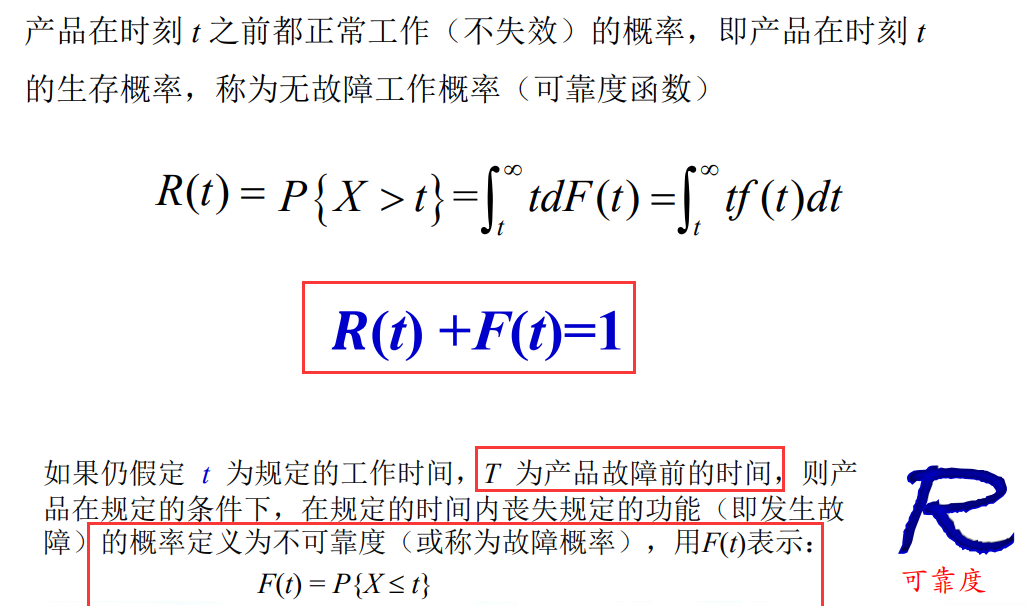 产品在时刻 t 之前都正常工作（不失效）的概率，即产品在时刻 t
的生存概率，称为无故障工作概率（可靠度函数）
R(t) = P{X > t}=∫_t^∞ tdF(t) =∫_t^∞ tf(t)dt
R(t) +F(t)=1
如果仍假定 t 为规定的工作时间，T 为产品故障前的时间，则产
品在规定的条件下，在规定的时间内丧失规定的功能（即发生故
障）的概率定义为不可靠度（或称为故障概率），用F(t)表示：
F(t) = P{X ≤ t}
R
可靠度